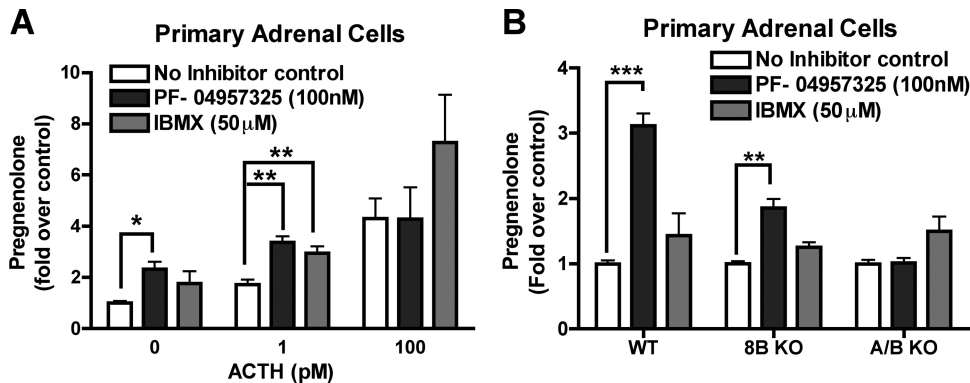 A
Primary Adrenal Cells
No Inhibitor control
PF- 04957325 (100nM)
IBMX (50μM)
Pregnenolone
(fold over control)
10
8
6
4
2
0
*
**
**
0
1
100
ACTH (pM)
B
Primary Adrenal Cells
No Inhibitor control
PF- 04957325 (100nM)
IBMX (50μM)
Pregnenolone
(Fold over control)
4
3
2
1
0
***
**
WT
8B KO
A/B KO